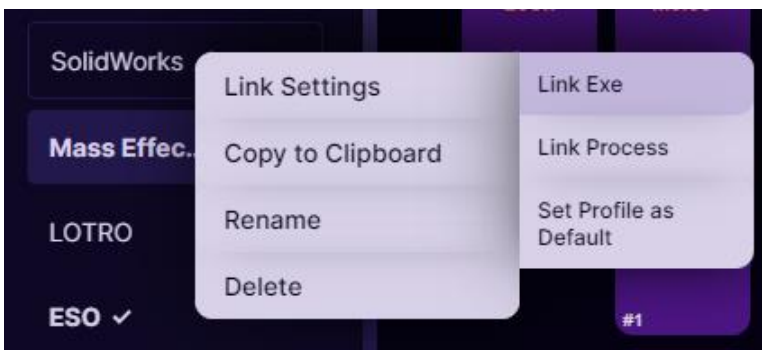 SolidWorks
Mass Effec..
LOTRO
ESO ✓
Link Settings
Copy to Clipboard
Rename
Delete
Link Exe
Link Process
Set Profile as
Default
#1